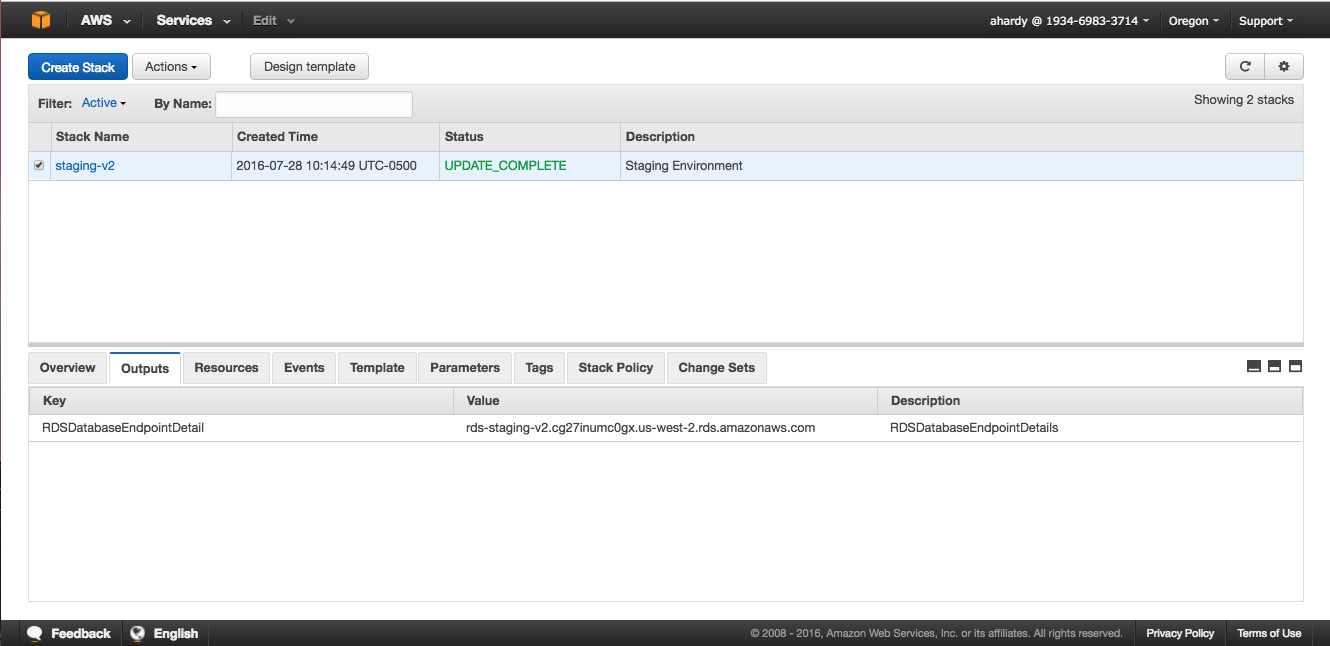 AWS Services Edit ahardy @ 1934-6983-3714 Oregon Support
Create Stack Actions Design template
Filter: Active By Name: Showing 2 stacks
Stack Name Created Time Status Description
staging-v2 2016-07-28 10:14:49 UTC-0500 UPDATE_COMPLETE Staging Environment
Overview Outputs Resources Events Template Parameters Tags Stack Policy Change Sets
Key Value Description
RDSDatabaseEndpointDetail rds-staging-v2.cg27inumc0gx.us-west-2.rds.amazonaws.com RDSDatabaseEndpointDetails
Feedback English © 2008 - 2016, Amazon Web Services, Inc. or its affiliates. All rights reserved. Privacy Policy Terms of Use